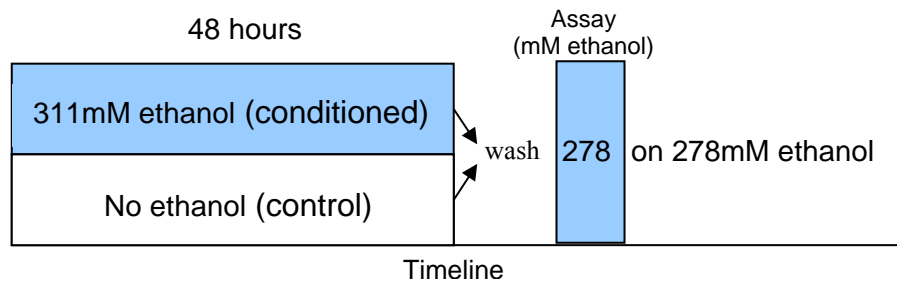 48 hours
Assay
(mM ethanol)
311mM ethanol (conditioned)
wash
278
on 278mM ethanol
No ethanol (control)
Timeline